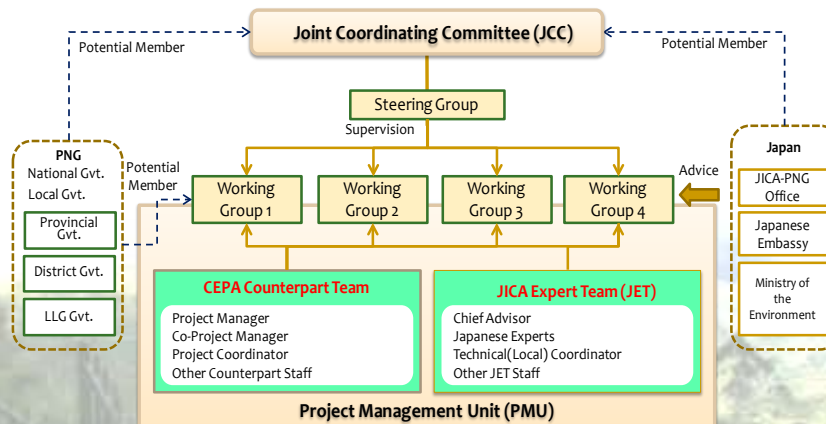 Joint Coordinating Committee (JCC)
Potential Member
Potential Member
Steering Group
Supervision
PNG
National Gvt.
Local Gvt.
Provincial
Gvt.
District Gvt.
LLG Gvt.
Potential
Member
Working
Group 1
Working
Group 2
Working
Group 3
Working
Group 4
Advice
Japan
JICA-PNG
Office
Japanese
Embassy
Ministry of
the
Environment
CEPA Counterpart Team
Project Manager
Co-Project Manager
Project Coordinator
Other Counterpart Staff
JICA Expert Team (JET)
Chief Advisor
Japanese Experts
Technical(Local) Coordinator
Other JET Staff
Project Management Unit (PMU)